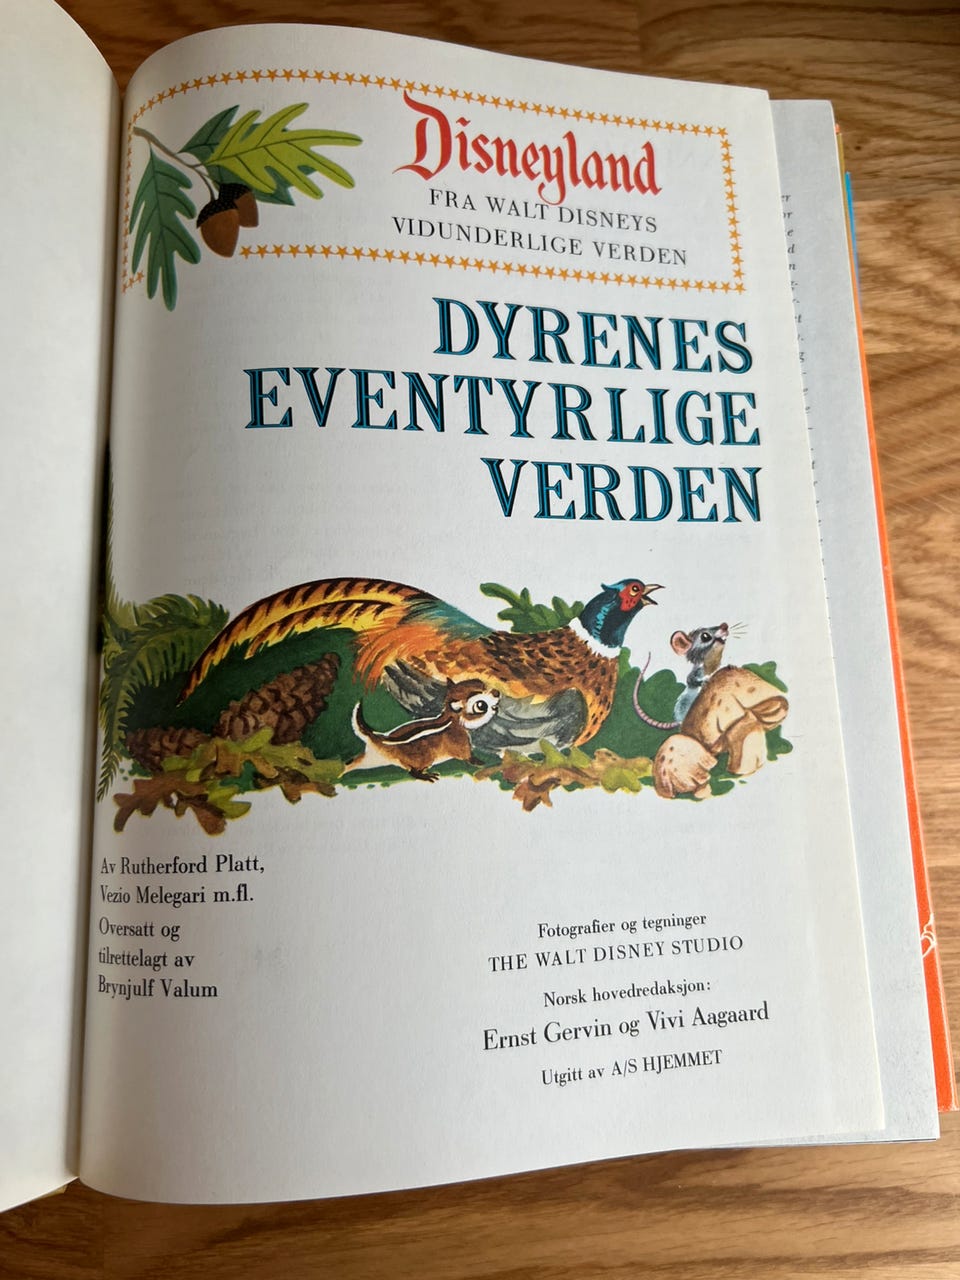 Disneyland
FRA WALT DISNEYS
VIDUNDERLIGE VERDEN
DYRENES
EVENTYRLIGE
VERDEN
Av Rutherford Platt,
Vezio Melegari m.fl.
Oversatt og
tilrettelagt av
Brynjulf Valum
Fotografier og tegninger
THE WALT DISNEY STUDIO
Norsk hovedredaksjon:
Ernst Gervin og Vivi Aagaard
Utgitt av A/S HJEMMET